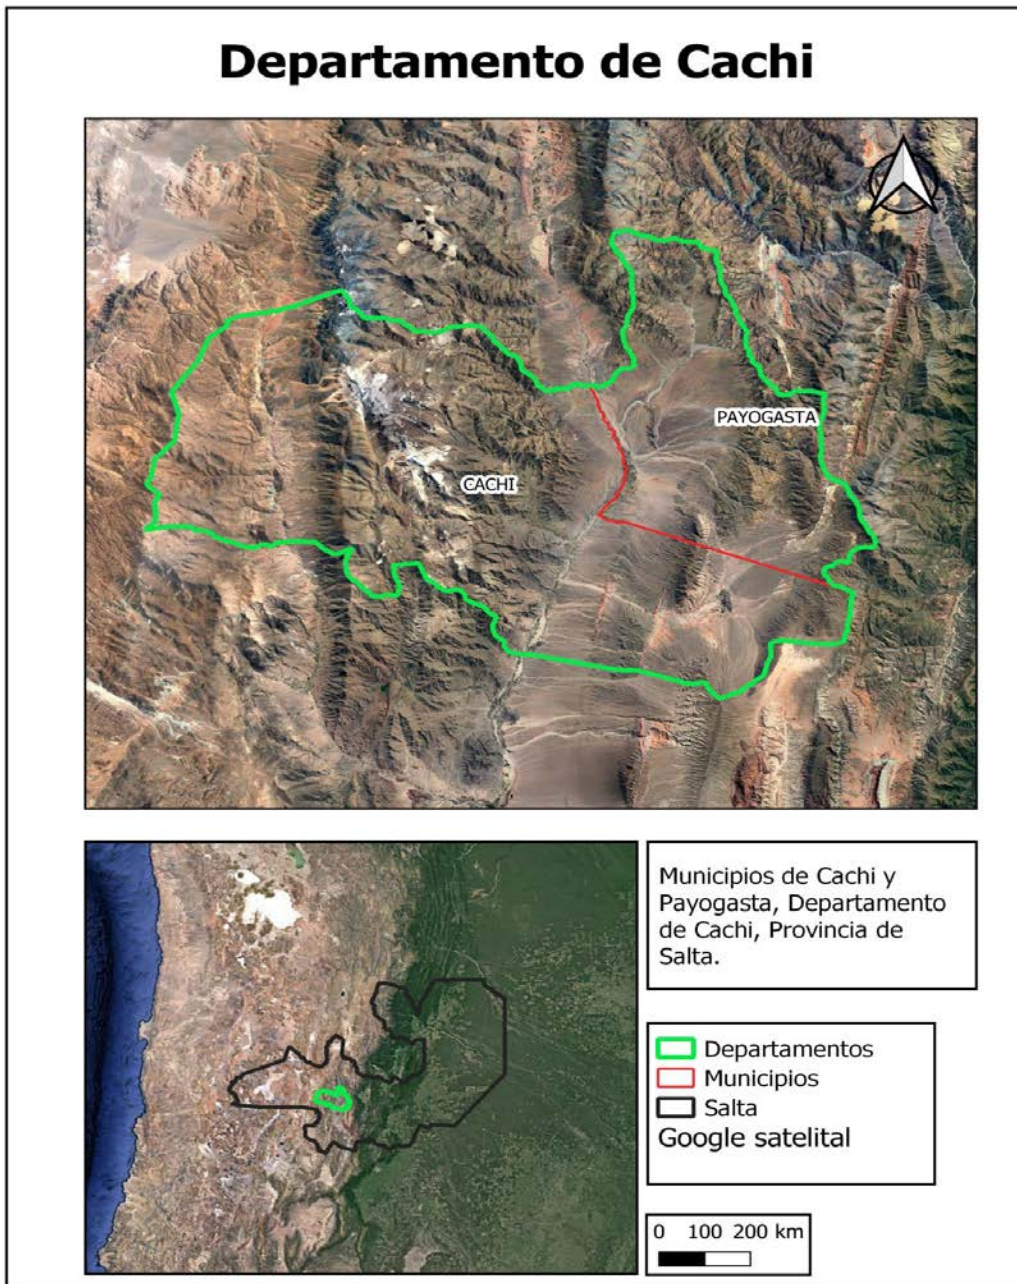 Departamento de Cachi
PAYOGASTA
CACHI
Municipios de Cachi y
Payogasta, Departamento
de Cachi, Provincia de
Salta.
Departamentos
Municipios
Salta
Google satelital
0 100 200 km